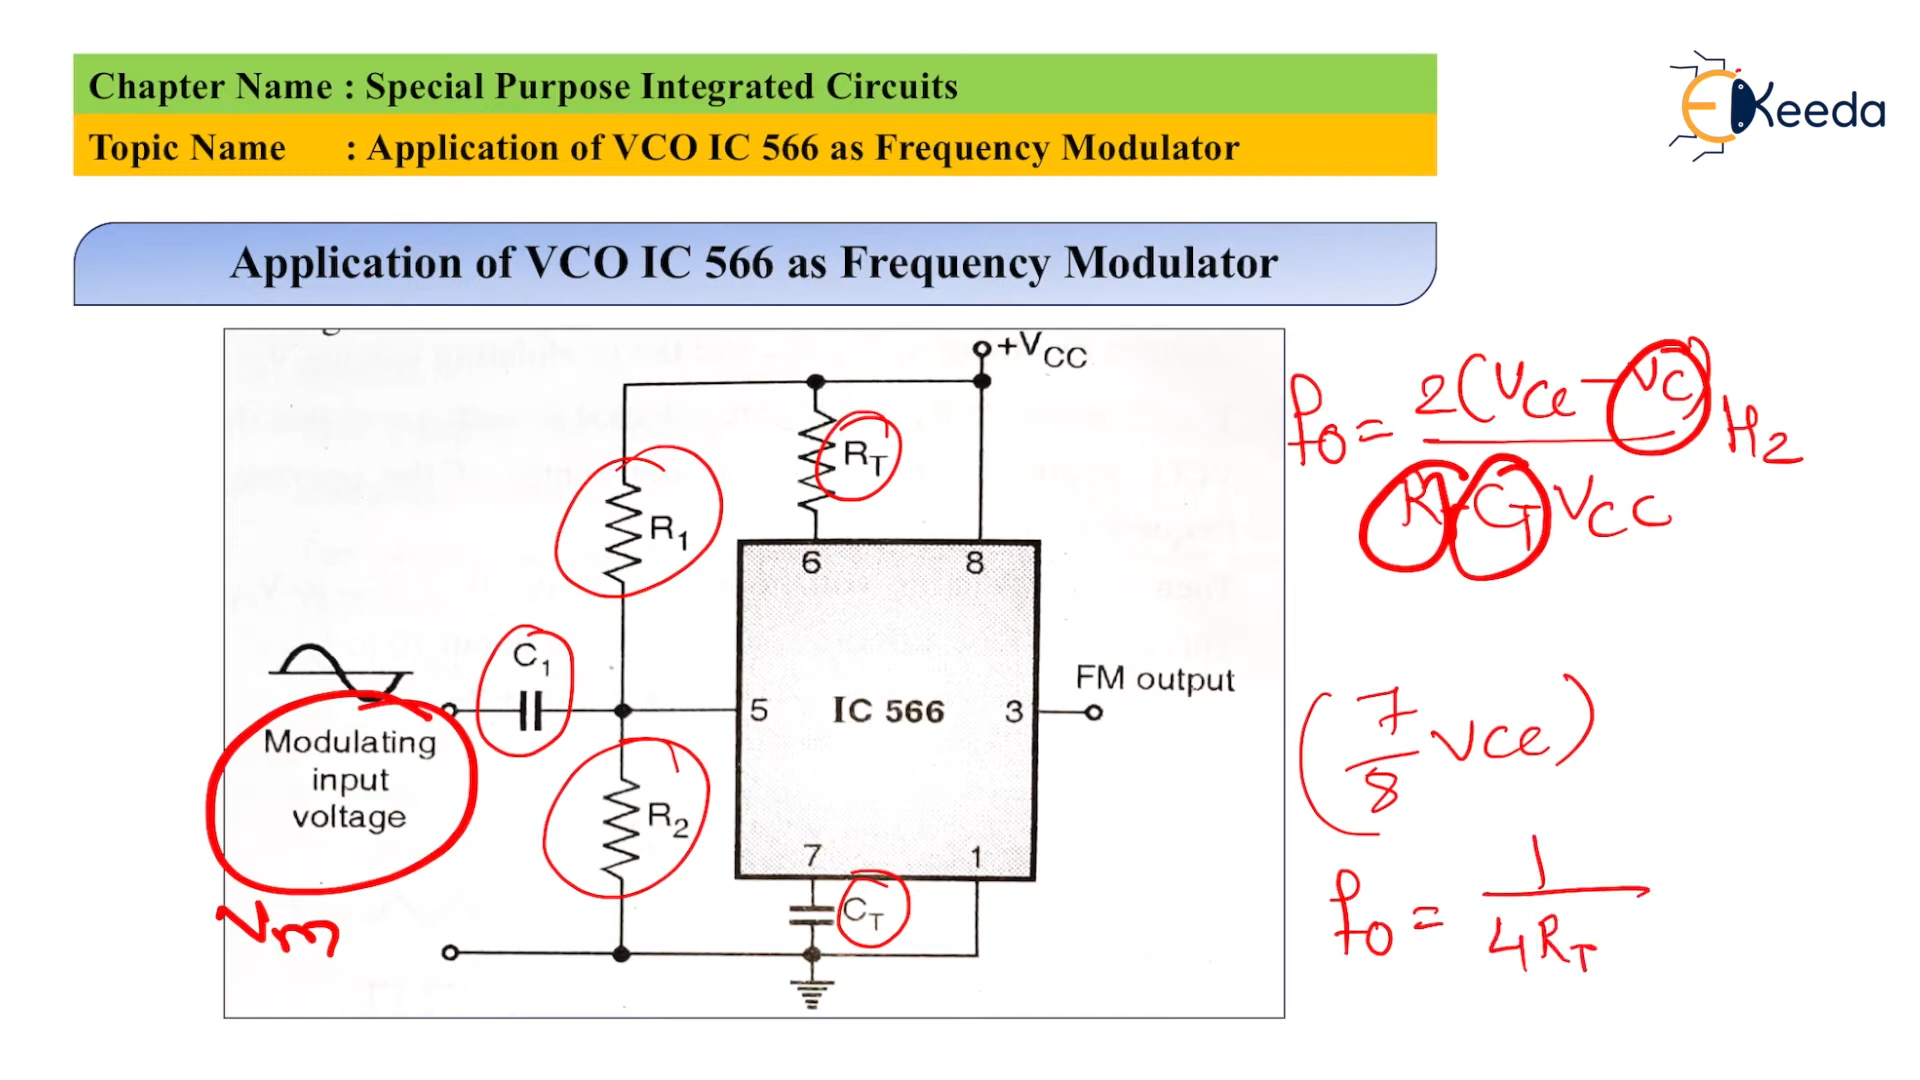 Chapter Name : Special Purpose Integrated Circuits
Topic Name : Application of VCO IC 566 as Frequency Modulator
EKeeda
Application of VCO IC 566 as Frequency Modulator
+VCC
RT
R1
6
8
C1
5
IC 566
3
FM output
Modulating
input
voltage
R2
7
1
CT
Vm
fo = 2(Vcc - Vc) Hz
RT CT VCC
(7/8 Vcc)
fo = 1
4RT